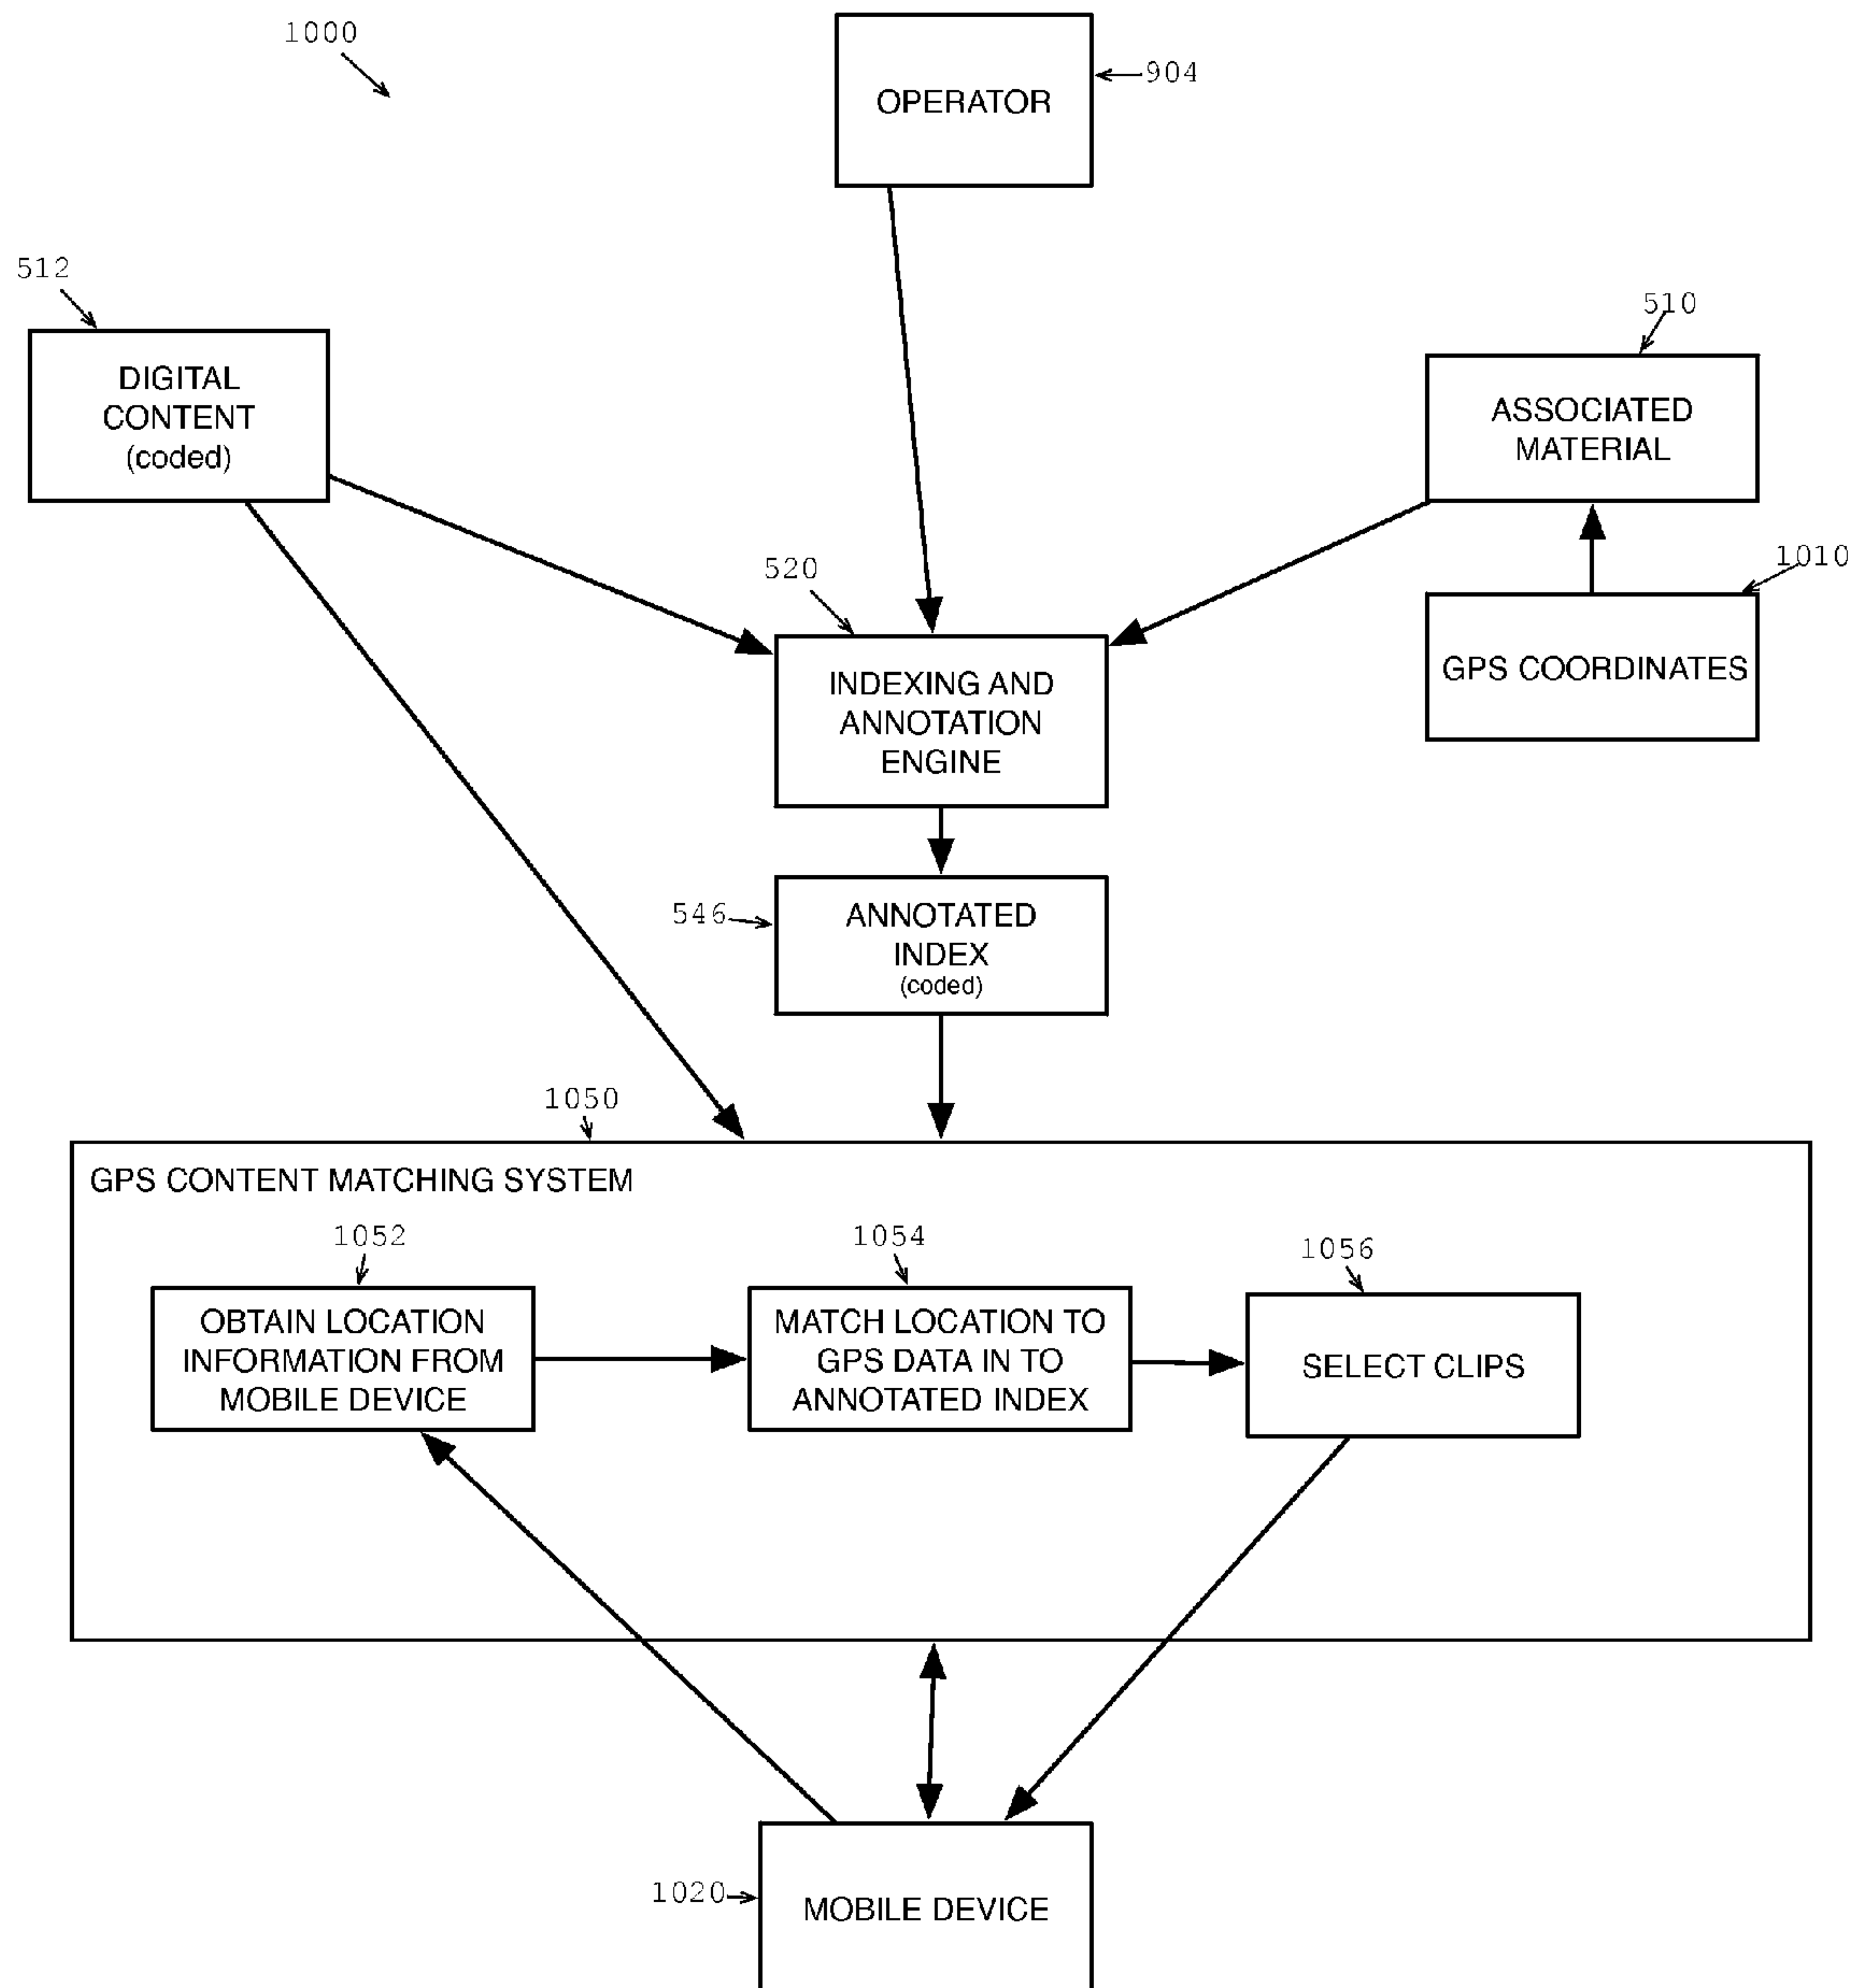 1000
OPERATOR
904
512
DIGITAL
CONTENT
(coded)
510
ASSOCIATED
MATERIAL
520
1010
GPS COORDINATES
INDEXING AND
ANNOTATION
ENGINE
546
ANNOTATED
INDEX
(coded)
1050
GPS CONTENT MATCHING SYSTEM
1052
OBTAIN LOCATION
INFORMATION FROM
MOBILE DEVICE
1054
MATCH LOCATION TO
GPS DATA IN TO
ANNOTATED INDEX
1056
SELECT CLIPS
1020
MOBILE DEVICE